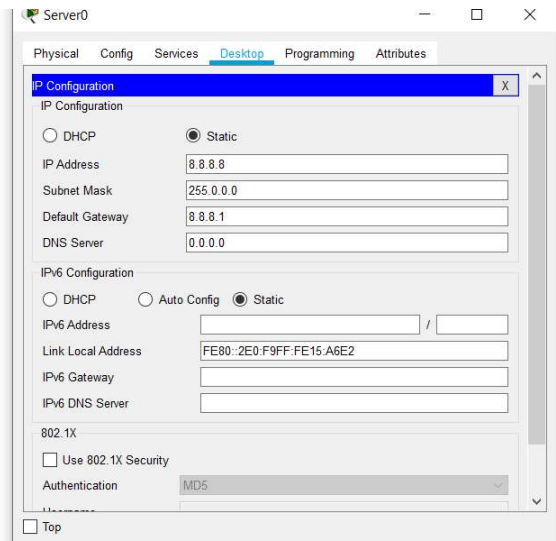 Server0
Physical Config Services Desktop Programming Attributes
IP Configuration X
IP Configuration
DHCP Static
IP Address 8.8.8.8
Subnet Mask 255.0.0.0
Default Gateway 8.8.8.1
DNS Server 0.0.0.0
IPv6 Configuration
DHCP Auto Config Static
IPv6 Address /
Link Local Address FE80::2E0:F9FF:FE15:A6E2
IPv6 Gateway
IPv6 DNS Server
802.1X
Use 802.1X Security
Authentication MD5
Top